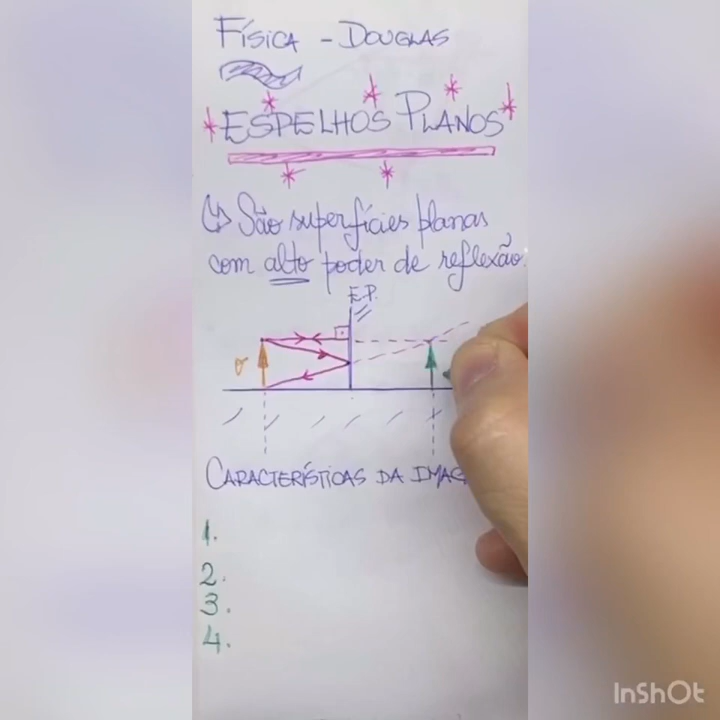 FÍSICA - DOUGLAS
ESPELHOS PLANOS
São superfícies planas
com alto poder de reflexão.
E.P.
σ
CARACTERÍSTICAS DA IMAG
1.
2.
3.
4.
InShOt